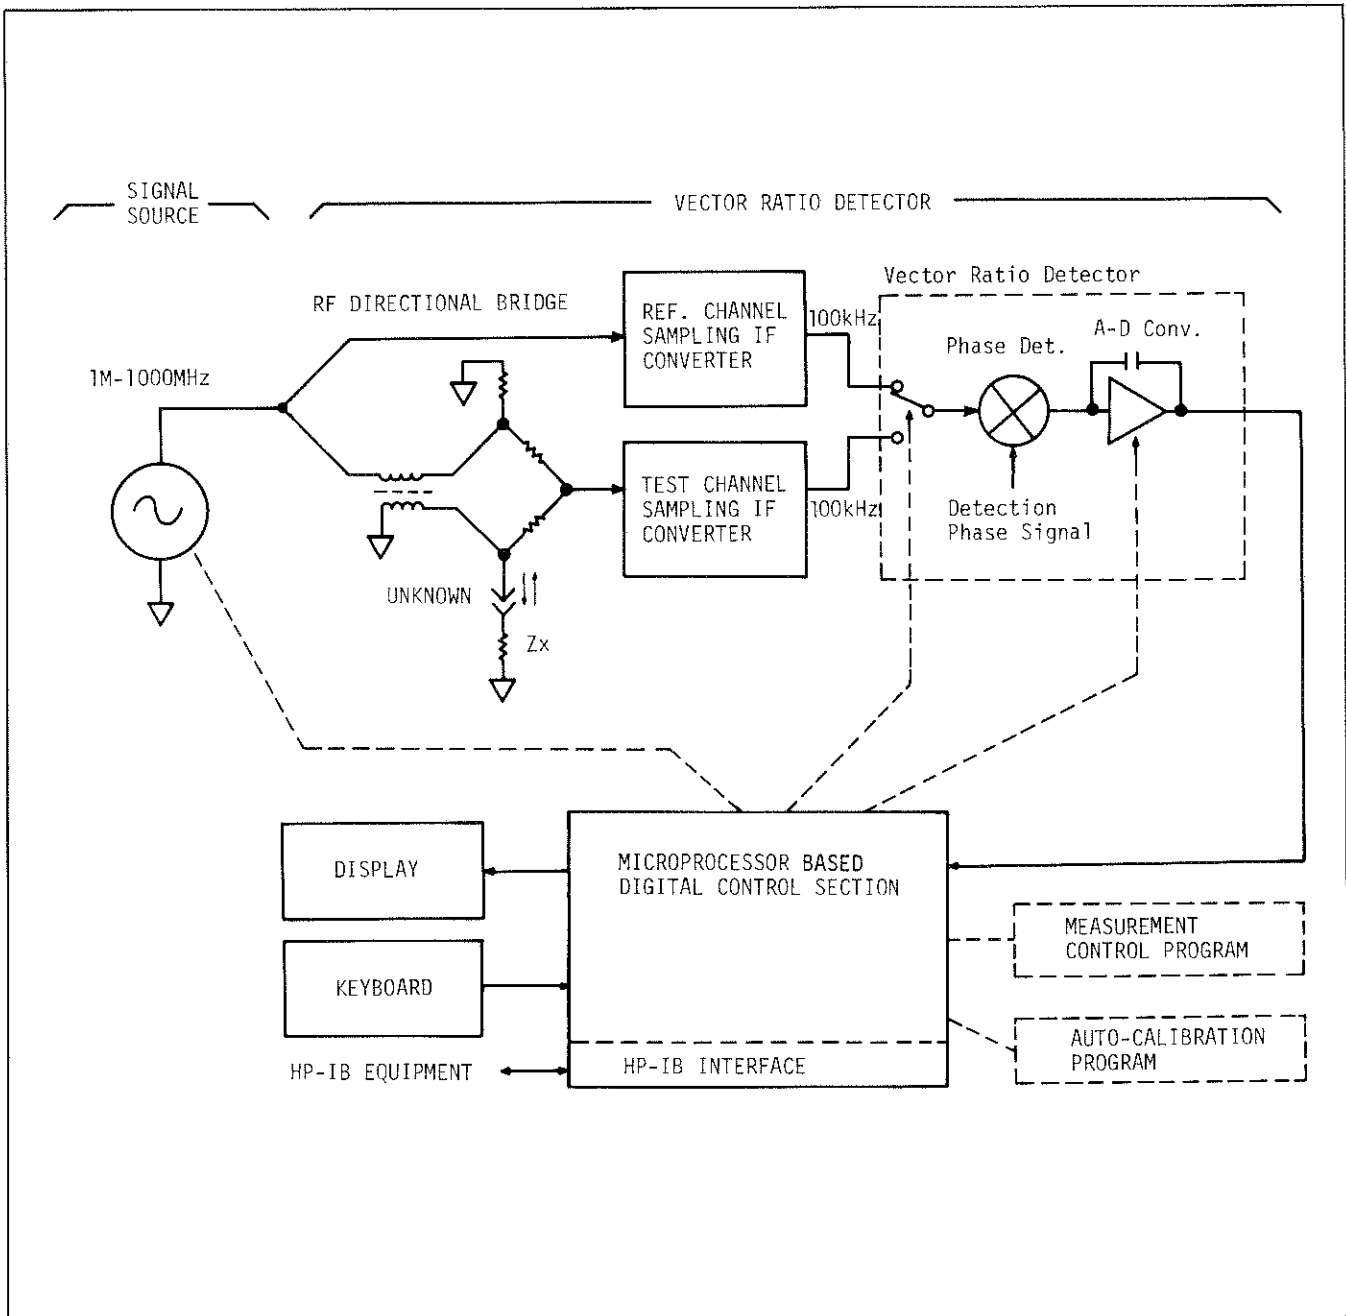 SIGNAL
SOURCE
VECTOR RATIO DETECTOR
Vector Ratio Detector
RF DIRECTIONAL BRIDGE
REF. CHANNEL
SAMPLING IF
CONVERTER
100kHz
A-D Conv.
Phase Det.
1M-1000MHz
TEST CHANNEL
SAMPLING IF
CONVERTER
100kHz
Detection
Phase Signal
UNKNOWN
Zx
DISPLAY
MICROPROCESSOR BASED
DIGITAL CONTROL SECTION
MEASUREMENT
CONTROL PROGRAM
KEYBOARD
AUTO-CALIBRATION
PROGRAM
HP-IB EQUIPMENT
HP-IB INTERFACE